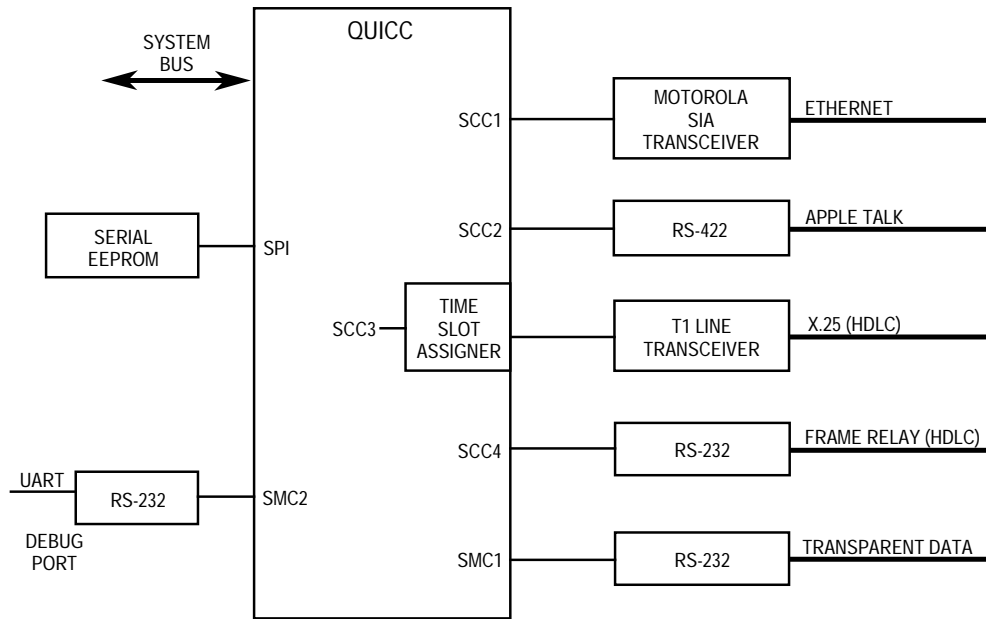 QUICC
SYSTEM
BUS
SCC1
MOTOROLA
SIA
TRANSCEIVER
ETHERNET
SERIAL
EEPROM
SPI
SCC2
RS-422
APPLE TALK
SCC3
TIME
SLOT
ASSIGNER
T1 LINE
TRANSCEIVER
X.25 (HDLC)
SCC4
RS-232
FRAME RELAY (HDLC)
UART
RS-232
SMC2
DEBUG
PORT
SMC1
RS-232
TRANSPARENT DATA